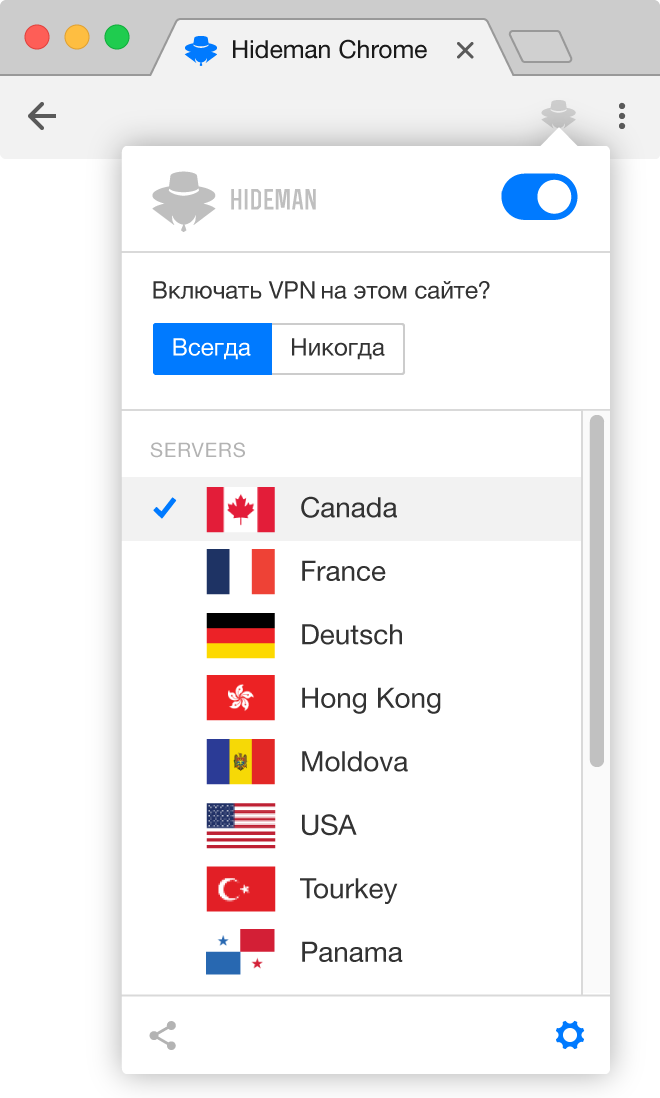 Hideman Chrome
HIDEMAN
Включать VPN на этом сайте?
Всегда
Никогда
SERVERS
Canada
France
Deutsch
Hong Kong
Moldova
USA
Tourkey
Panama